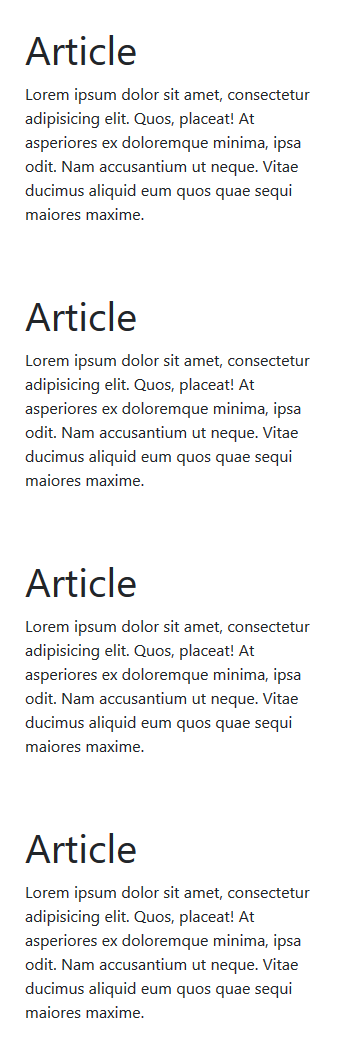 Article
Lorem ipsum dolor sit amet, consectetur
adipisicing elit. Quos, placeat! At
asperiores ex doloremque minima, ipsa
odit. Nam accusantium ut neque. Vitae
ducimus aliquid eum quos quae sequi
maiores maxime.
Article
Lorem ipsum dolor sit amet, consectetur
adipisicing elit. Quos, placeat! At
asperiores ex doloremque minima, ipsa
odit. Nam accusantium ut neque. Vitae
ducimus aliquid eum quos quae sequi
maiores maxime.
Article
Lorem ipsum dolor sit amet, consectetur
adipisicing elit. Quos, placeat! At
asperiores ex doloremque minima, ipsa
odit. Nam accusantium ut neque. Vitae
ducimus aliquid eum quos quae sequi
maiores maxime.
Article
Lorem ipsum dolor sit amet, consectetur
adipisicing elit. Quos, placeat! At
asperiores ex doloremque minima, ipsa
odit. Nam accusantium ut neque. Vitae
ducimus aliquid eum quos quae sequi
maiores maxime.